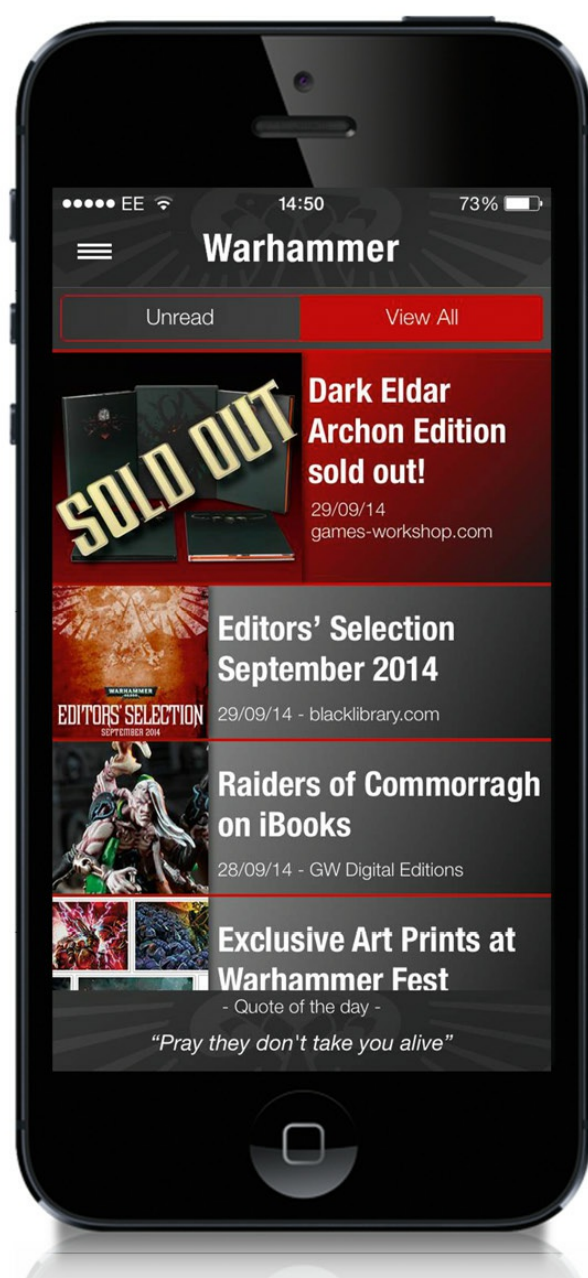 EE
14:50
73%
Warhammer
Unread
View All
SOLD OUT
Dark Eldar
Archon Edition
sold out!
29/09/14
games-workshop.com
WARHAMMER
EDITORS' SELECTION
SEPTEMBER 2014
Editors’ Selection
September 2014
29/09/14 - blacklibrary.com
Raiders of Commorragh
on iBooks
28/09/14 - GW Digital Editions
Exclusive Art Prints at
Warhammer Fest
- Quote of the day -
“Pray they don't take you alive”